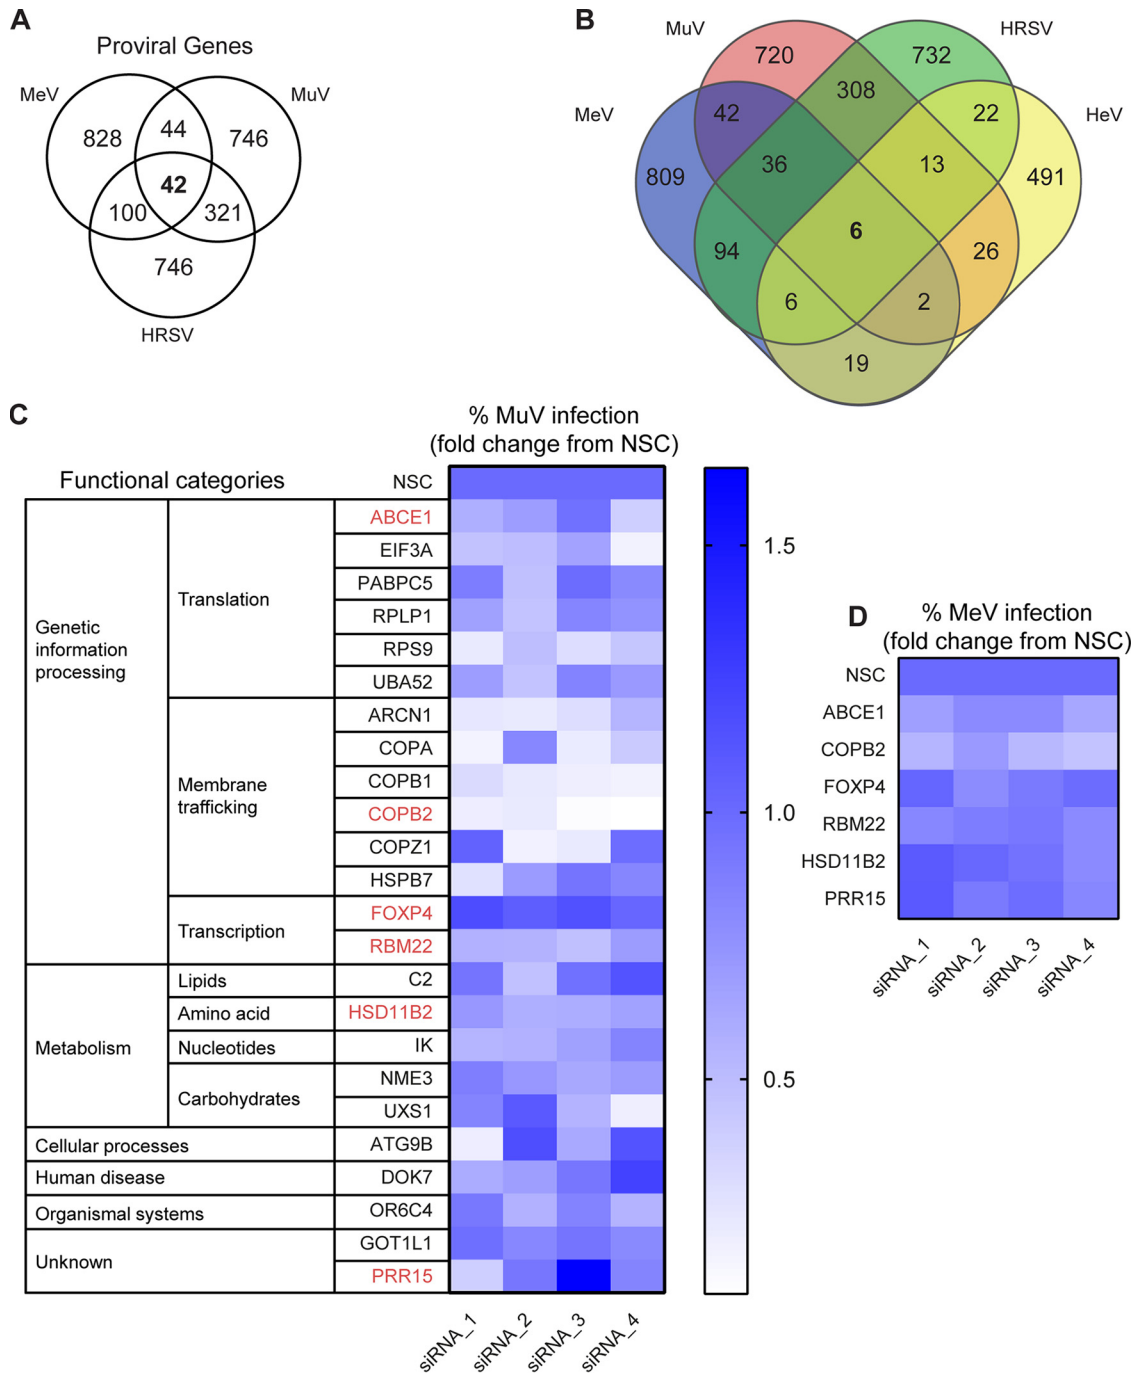 A
Proviral Genes
MeV
MuV
828
44
746
42
100
321
746
HRSV
B
MuV
HRSV
MeV
HeV
720
732
308
42
22
809
36
13
491
6
94
26
6
2
19
C
% MuV infection
(fold change from NSC)
Functional categories
NSC
Genetic
information
processing
Translation
ABCE1
EIF3A
PABPC5
RPLP1
RPS9
UBA52
Membrane
trafficking
ARCN1
COPA
COPB1
COPB2
COPZ1
HSPB7
Transcription
FOXP4
RBM22
Metabolism
Lipids
C2
Amino acid
HSD11B2
Nucleotides
IK
Carbohydrates
NME3
UXS1
Cellular processes
ATG9B
Human disease
DOK7
Organismal systems
OR6C4
Unknown
GOT1L1
PRR15
siRNA_1
siRNA_2
siRNA_3
siRNA_4
1.5
1.0
0.5
D
% MeV infection
(fold change from NSC)
NSC
ABCE1
COPB2
FOXP4
RBM22
HSD11B2
PRR15
siRNA_1
siRNA_2
siRNA_3
siRNA_4